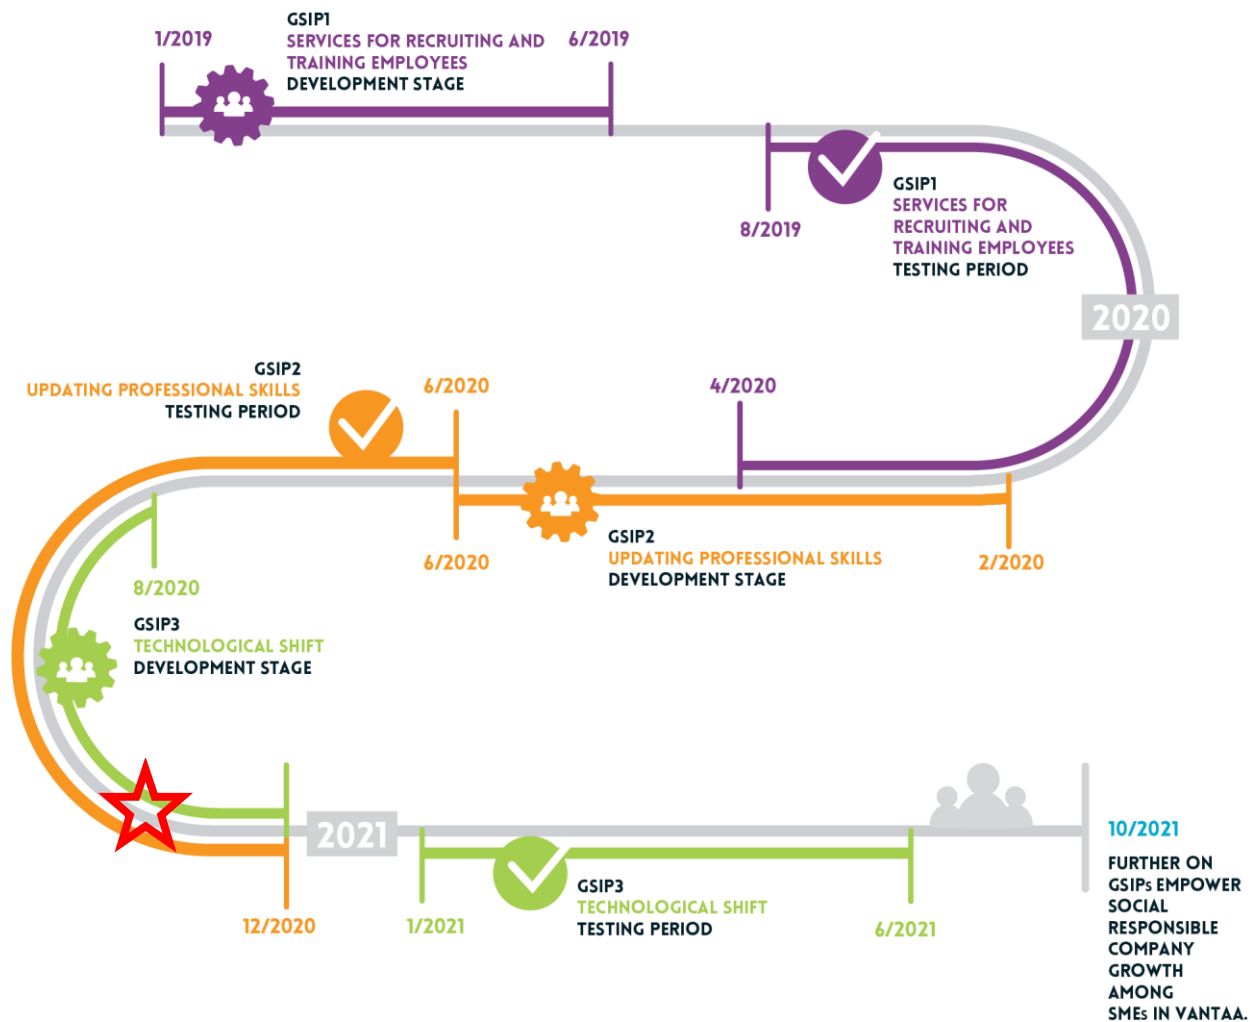 GSIP1
1/2019
SERVICES FOR RECRUITING AND
6/2019
TRAINING EMPLOYEES
DEVELOPMENT STAGE
8/2019
GSIP1
SERVICES FOR
RECRUITING AND
TRAINING EMPLOYEES
TESTING PERIOD
2020
GSIP2
UPDATING PROFESSIONAL SKILLS
TESTING PERIOD
6/2020
4/2020
6/2020
GSIP2
UPDATING PROFESSIONAL SKILLS
DEVELOPMENT STAGE
2/2020
8/2020
GSIP3
TECHNOLOGICAL SHIFT
DEVELOPMENT STAGE
12/2020
2021
1/2021
GSIP3
TECHNOLOGICAL SHIFT
TESTING PERIOD
6/2021
10/2021
FURTHER ON
GSIPs EMPOWER
SOCIAL
RESPONSIBLE
COMPANY
GROWTH
AMONG
SMEs IN VANTAA.